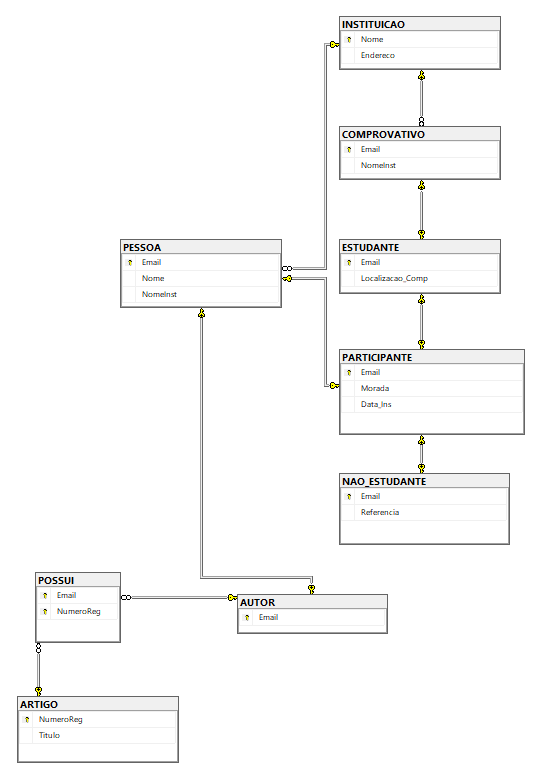 INSTITUICAO
Nome
Endereco
COMPROVATIVO
Email
NomeInst
PESSOA
Email
Nome
NomeInst
ESTUDANTE
Email
Localizacao_Comp
PARTICIPANTE
Email
Morada
Data_Ins
NAO_ESTUDANTE
Email
Referencia
POSSUI
Email
NumeroReg
AUTOR
Email
ARTIGO
NumeroReg
Titulo